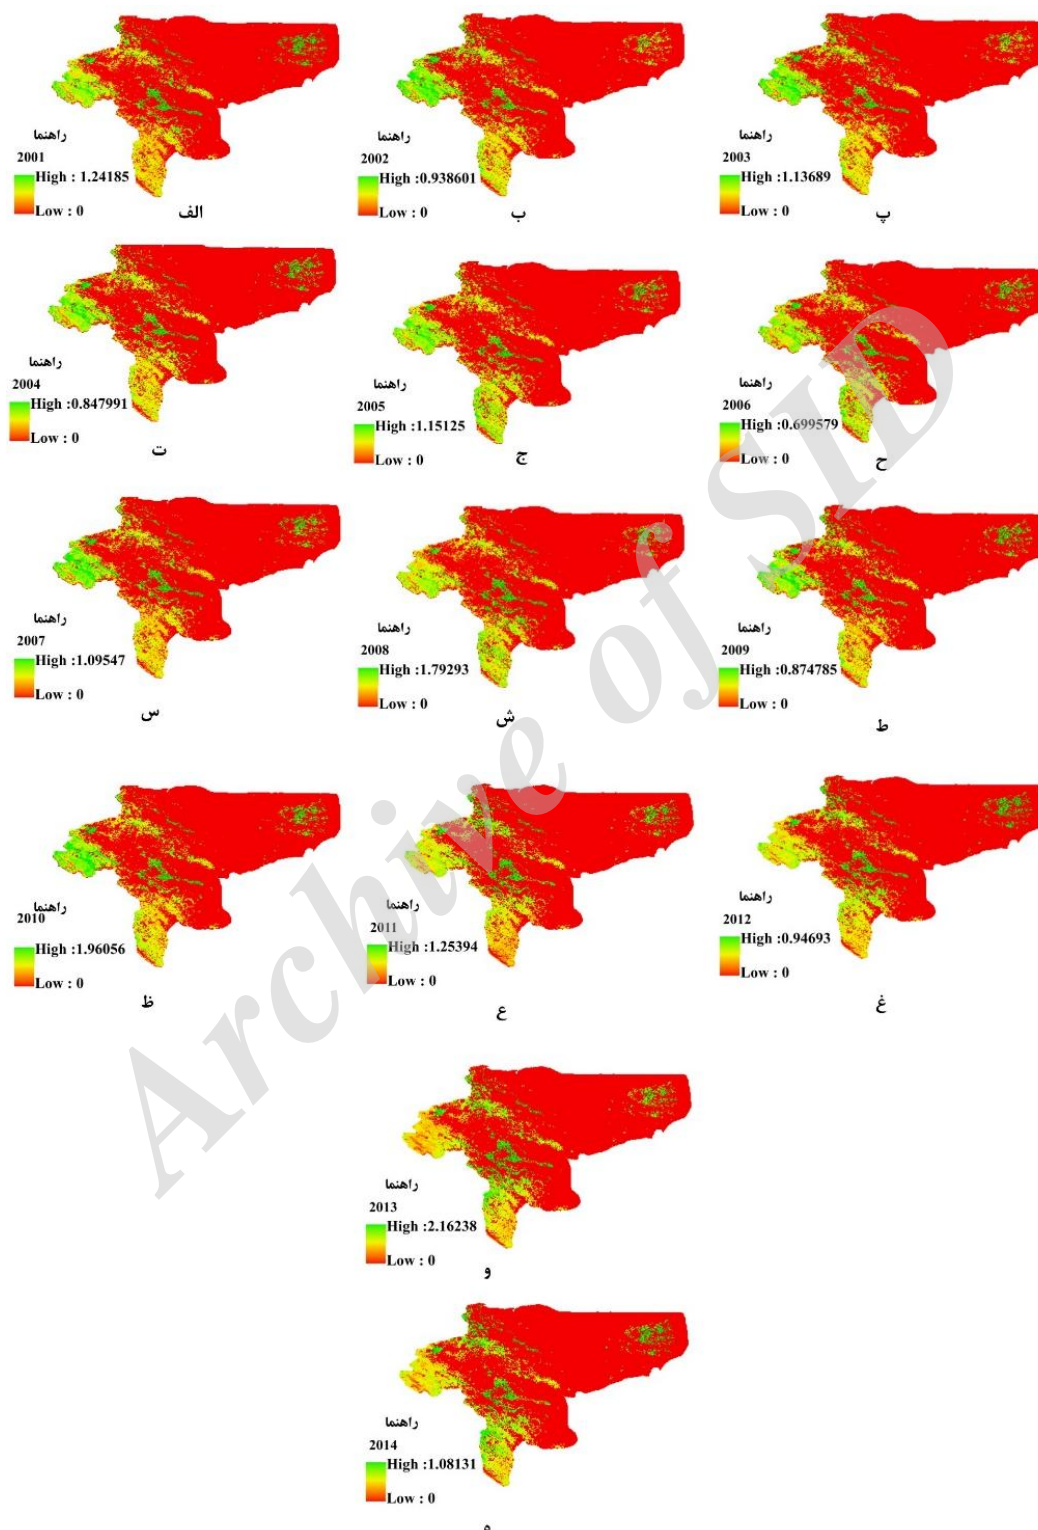 راهنما
2001
High : 1.24185
Low : 0
الف
راهنما
2002
High :0.938601
Low : 0
ب
راهنما
2003
High :1.13689
Low : 0
پ
راهنما
2004
High :0.847991
Low : 0
ت
راهنما
2005
High :1.15125
Low : 0
ج
راهنما
2006
High :0.699579
Low : 0
ح
راهنما
2007
High :1.09547
Low : 0
س
راهنما
2008
High :1.79293
Low : 0
ش
راهنما
2009
High :0.874785
Low : 0
ط
راهنما
2010
High :1.96056
Low : 0
ظ
راهنما
2011
High :1.25394
Low : 0
ع
راهنما
2012
High :0.94693
Low : 0
غ
راهنما
2013
High :2.16238
Low : 0
و
راهنما
2014
High :1.08131
Low : 0
Archive of SID